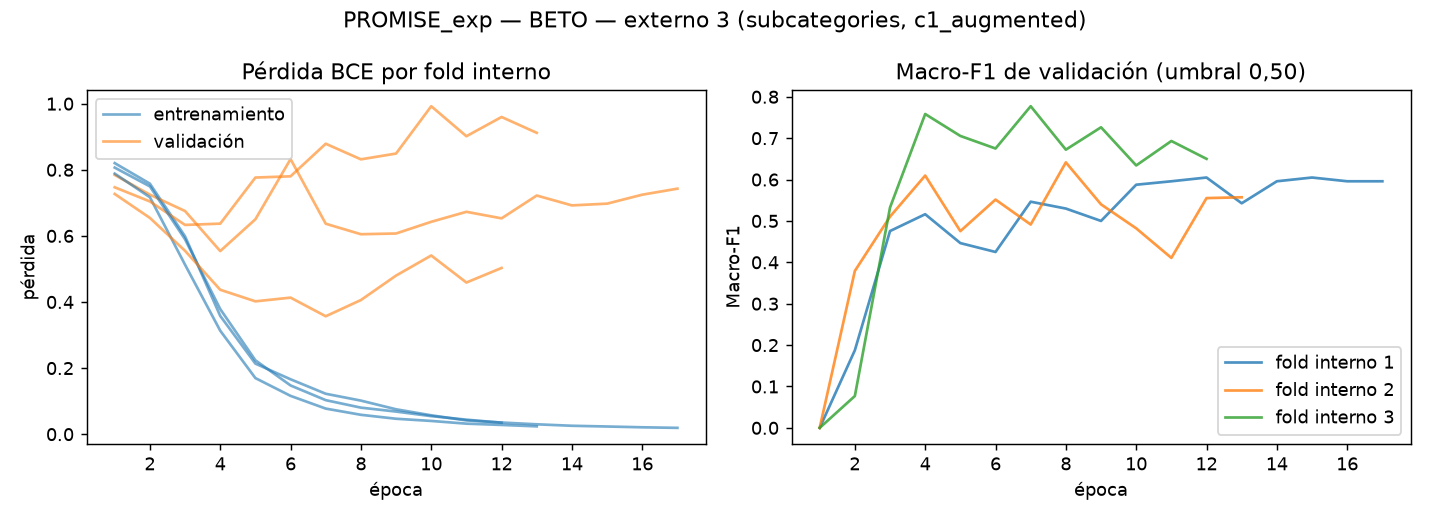 PROMISE_exp — BETO — externo 3 (subcategories, c1_augmented)
Pérdida BCE por fold interno
entrenamiento
validación
1.0
0.8
0.6
0.4
0.2
0.0
pérdida
2 4 6 8 10 12 14 16
época
Macro-F1 de validación (umbral 0,50)
0.8
0.7
0.6
0.5
0.4
0.3
0.2
0.1
0.0
Macro-F1
fold interno 1
fold interno 2
fold interno 3
2 4 6 8 10 12 14 16
época